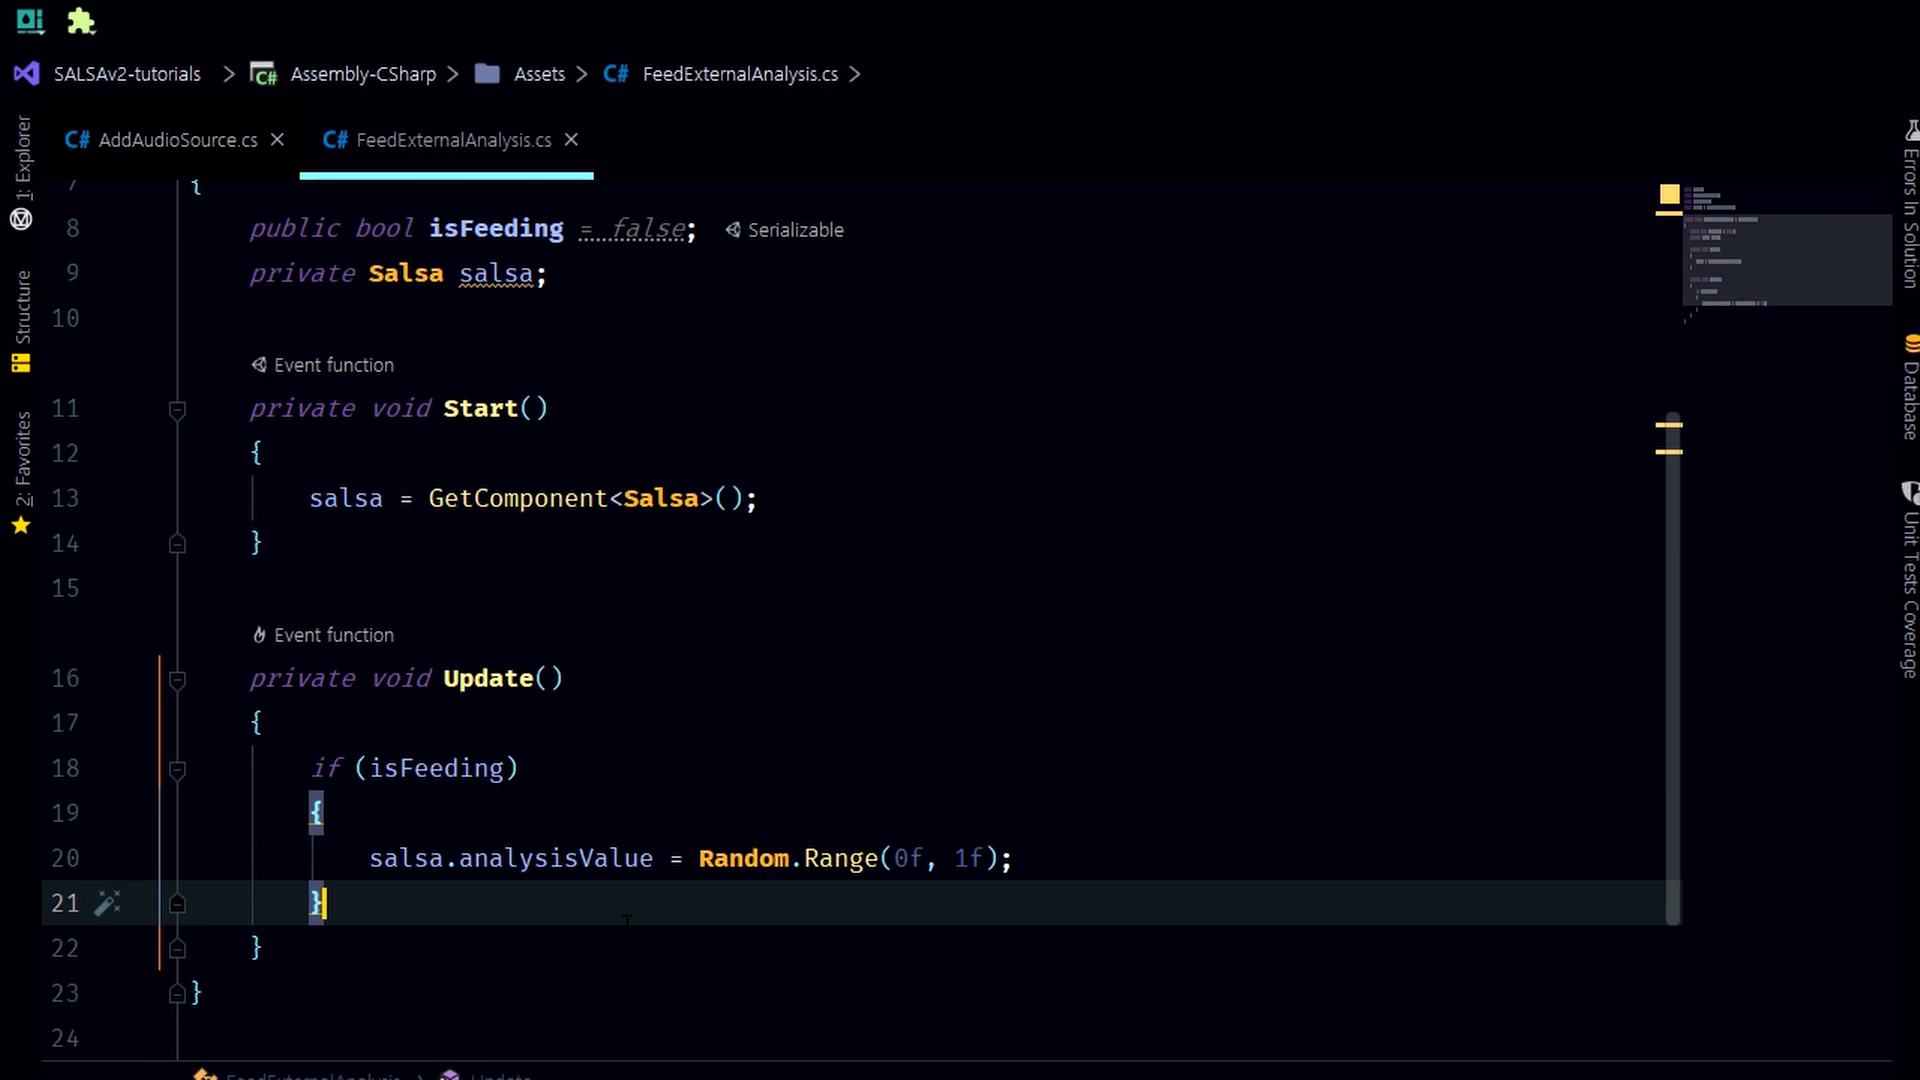 SALSAv2-tutorials > Assembly-CSharp > Assets > C# FeedExternalAnalysis.cs >
C# AddAudioSource.cs × C# FeedExternalAnalysis.cs ×
1: Explorer
Structure
2: Favorites
7 {
8 public bool isFeeding = false; Serializable
9 private Salsa salsa;
10
Event function
11 private void Start()
12 {
13 salsa = GetComponent<Salsa>();
14 }
15
Event function
16 private void Update()
17 {
18 if (isFeeding)
19 {
20 salsa.analysisValue = Random.Range(0f, 1f);
21 }
22 }
23 }
24
Errors In Solution
Database
Unit Tests Coverage
FeedExternalAnalysis > Update